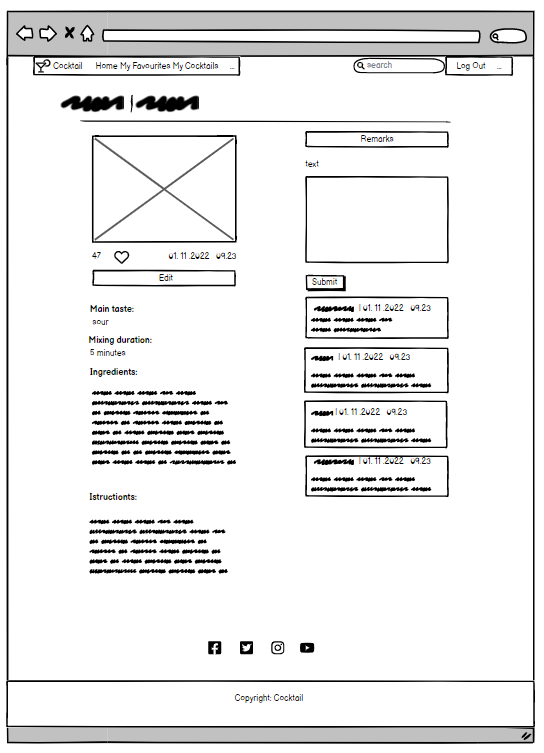 Cocktail Home My Favourites My Cocktails ... search Log Out ...
Remarks
text
47 01.11.2022 09.23
Edit
Submit
Main taste:
sour
Mixing duration:
5 minutes
Ingredients:
Istructionts:
| 01.11.2022 09.23
| 01.11.2022 09.23
| 01.11.2022 09.23
| 01.11.2022 09.23
Copyright: Cocktail